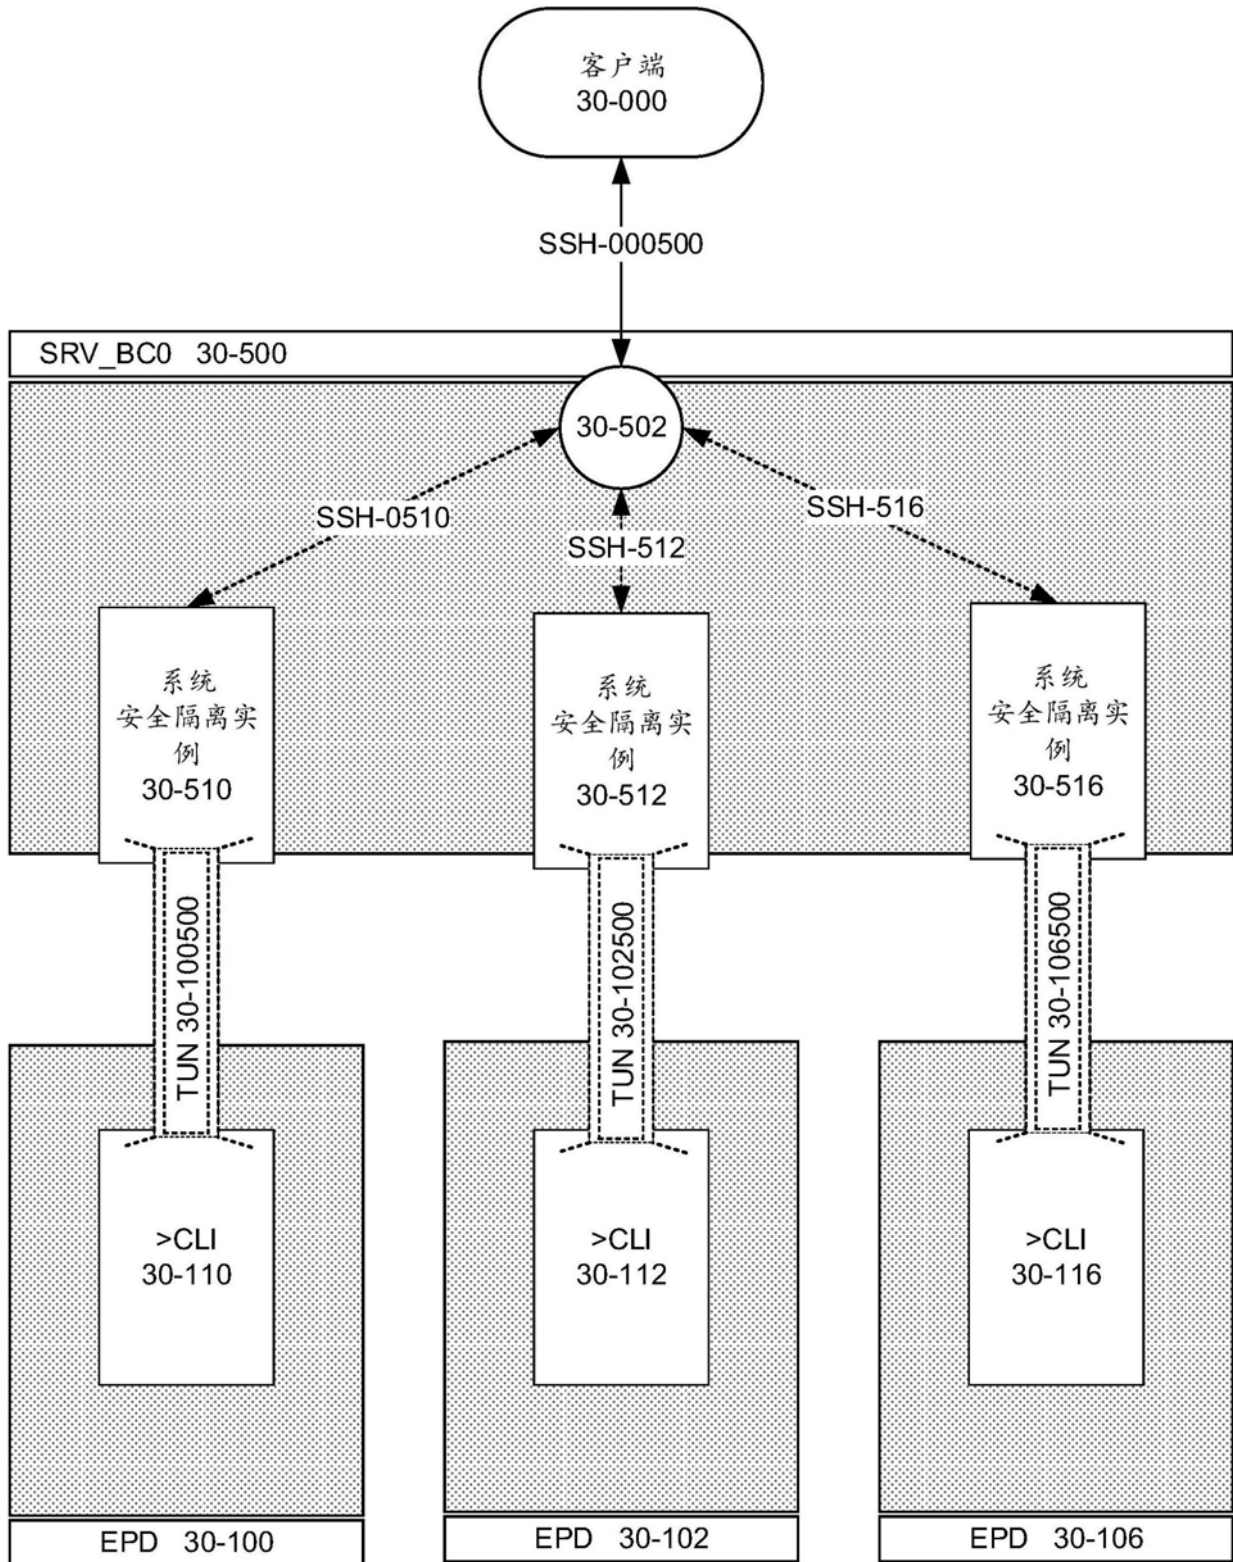 客户端
30-000
SSH-000500
SRV_BC0 30-500
30-502
SSH-0510
SSH-512
SSH-516
系统
安全隔离实
例
30-510
系统
安全隔离实
例
30-512
系统
安全隔离实
例
30-516
TUN 30-100500
TUN 30-102500
TUN 30-106500
>CLI
30-110
>CLI
30-112
>CLI
30-116
EPD 30-100
EPD 30-102
EPD 30-106